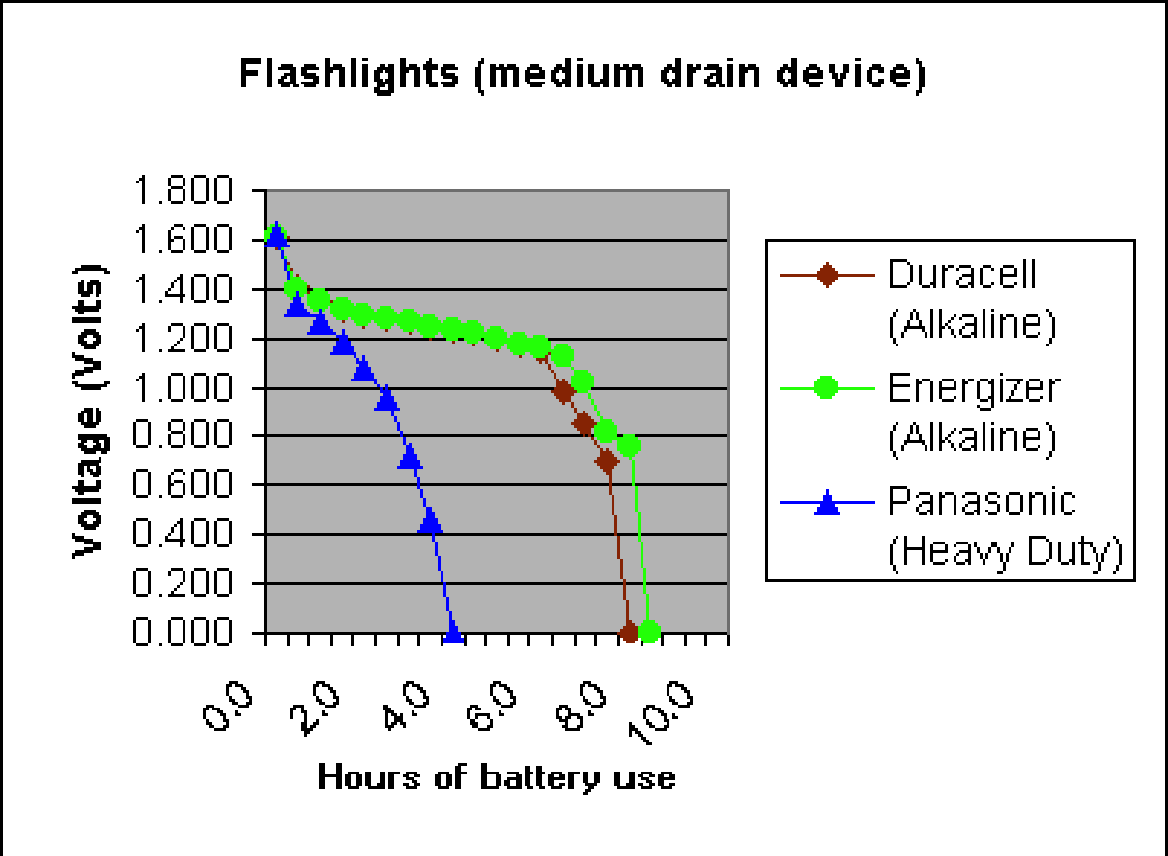 Flashlights (medium drain device)
Voltage (Volts)
1.800
1.600
1.400
1.200
1.000
0.800
0.600
0.400
0.200
0.000
0.0
2.0
4.0
6.0
8.0
10.0
Hours of battery use
Duracell
(Alkaline)
Energizer
(Alkaline)
Panasonic
(Heavy Duty)